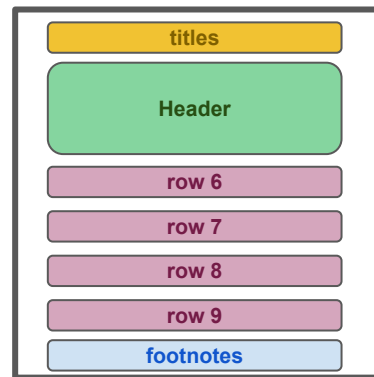 titles
Header
row 6
row 7
row 8
row 9
footnotes